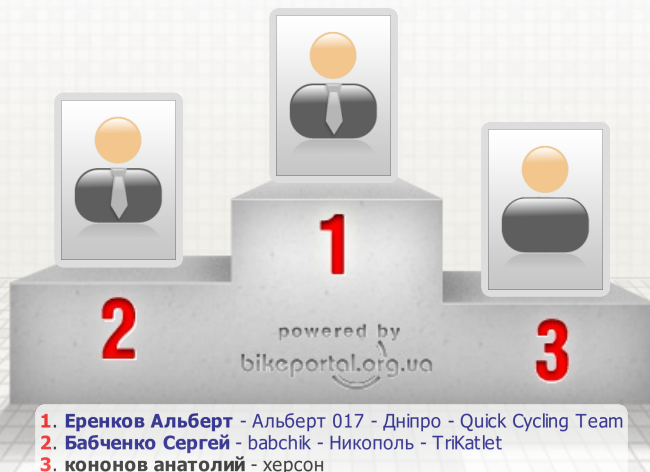 1
2
3
powered by
bikeportal.org.ua
1. Еренков Альберт - Альберт 017 - Дніпро - Quick Cycling Team
2. Бабченко Сергей - babchik - Никополь - TriKatlet
3. кононов анатолий - херсон